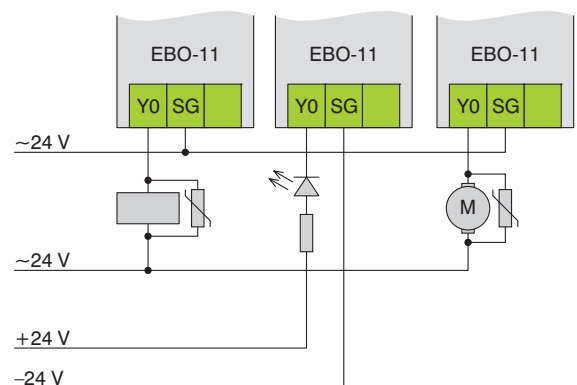 EBO-11 EBO-11 EBO-11
Y0 SG Y0 SG Y0 SG
~24 V
M
~24 V
+24 V
−24 V